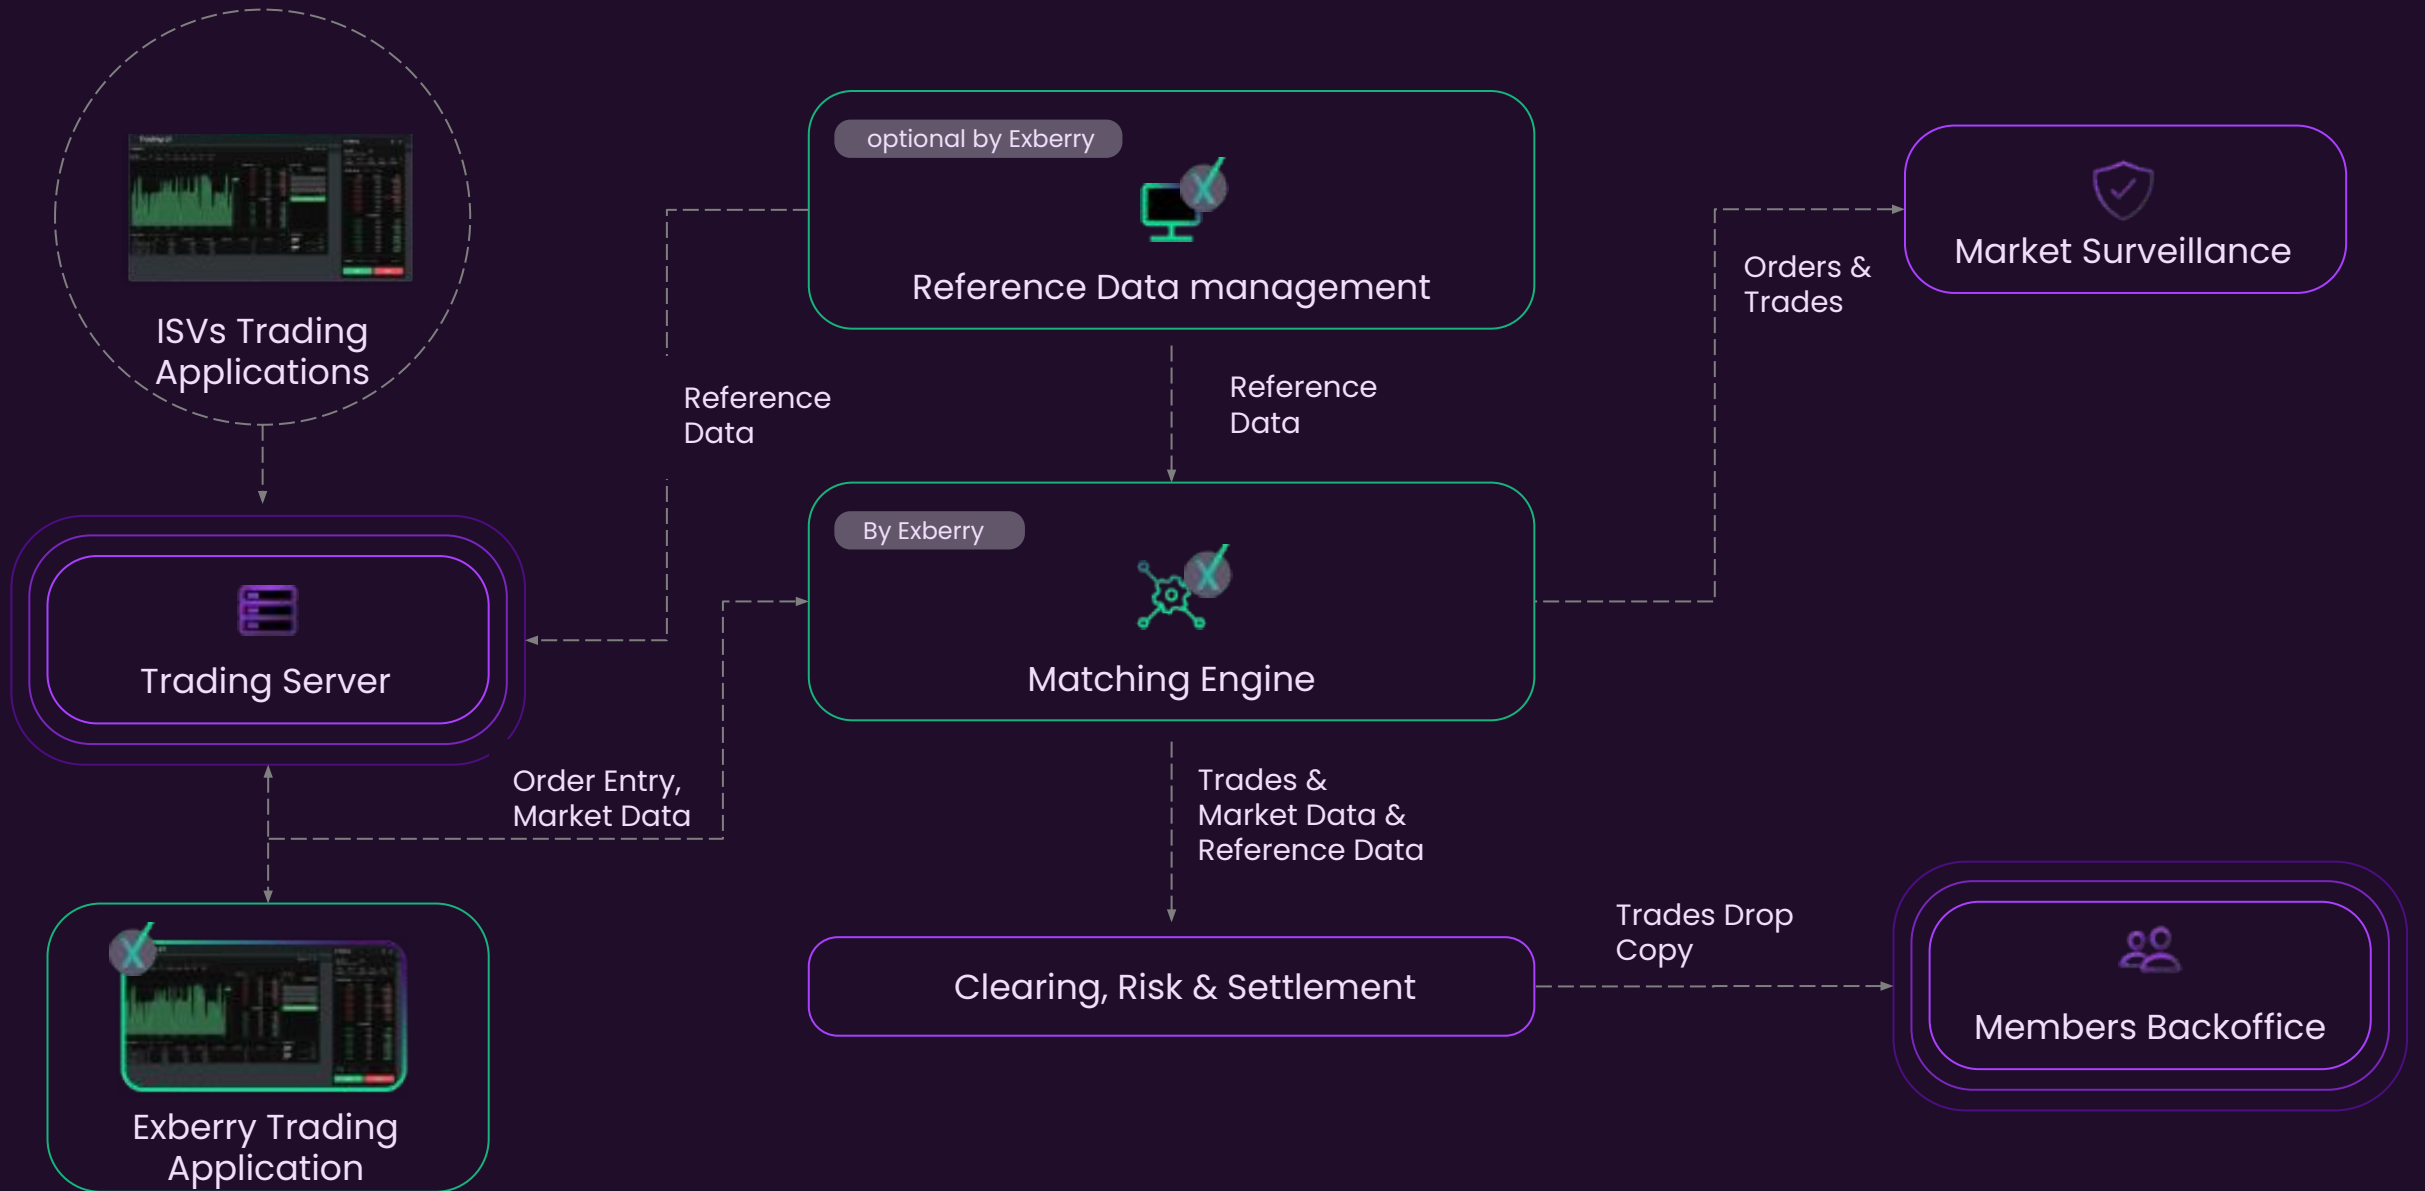 optional by Exberry
Reference Data management
Market Surveillance
Orders &
Trades
ISVs Trading
Applications
Reference
Data
Reference
Data
By Exberry
Matching Engine
Trading Server
Order Entry,
Market Data
Trades &
Market Data &
Reference Data
Trades Drop
Copy
Clearing, Risk & Settlement
Members Backoffice
Exberry Trading
Application